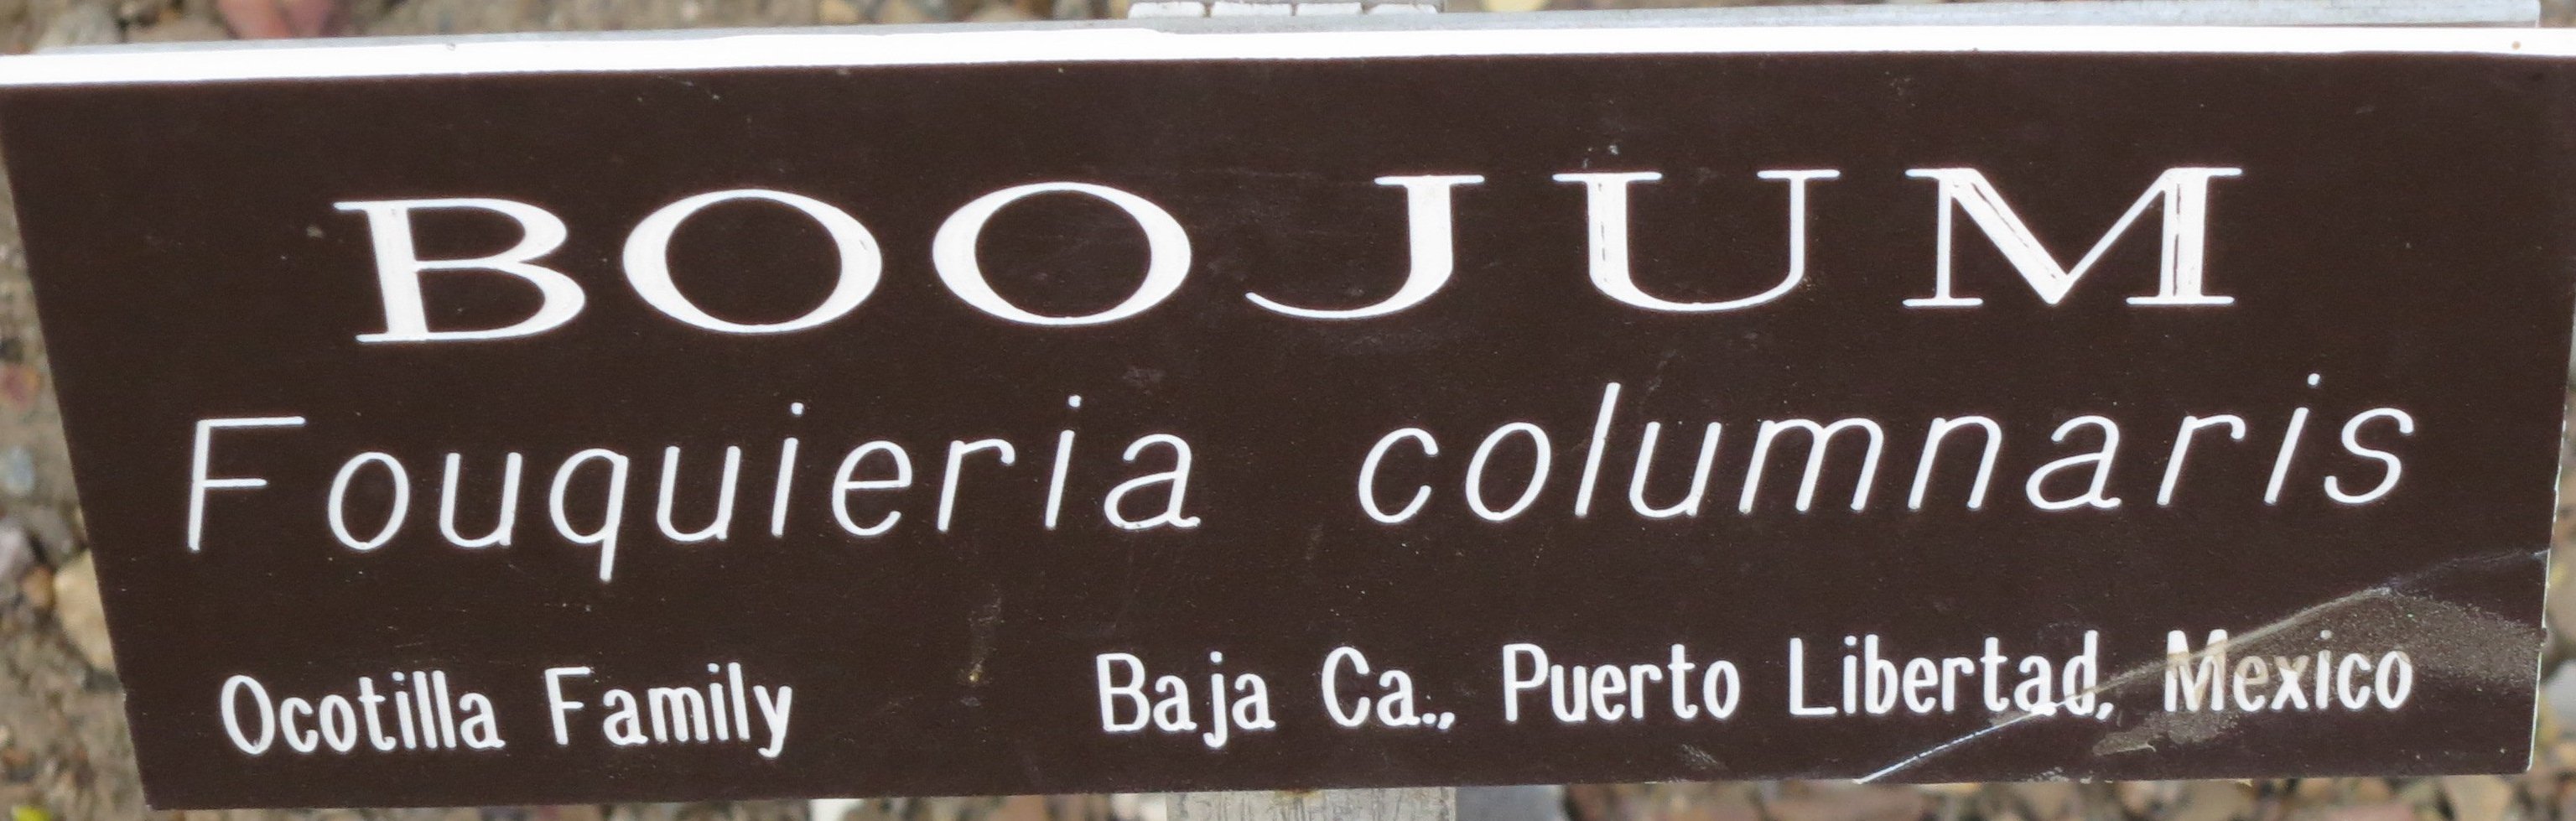 BOOJUM
Fouquieria columnaris
Ocotilla Family Baja Ca., Puerto Libertad, Mexico